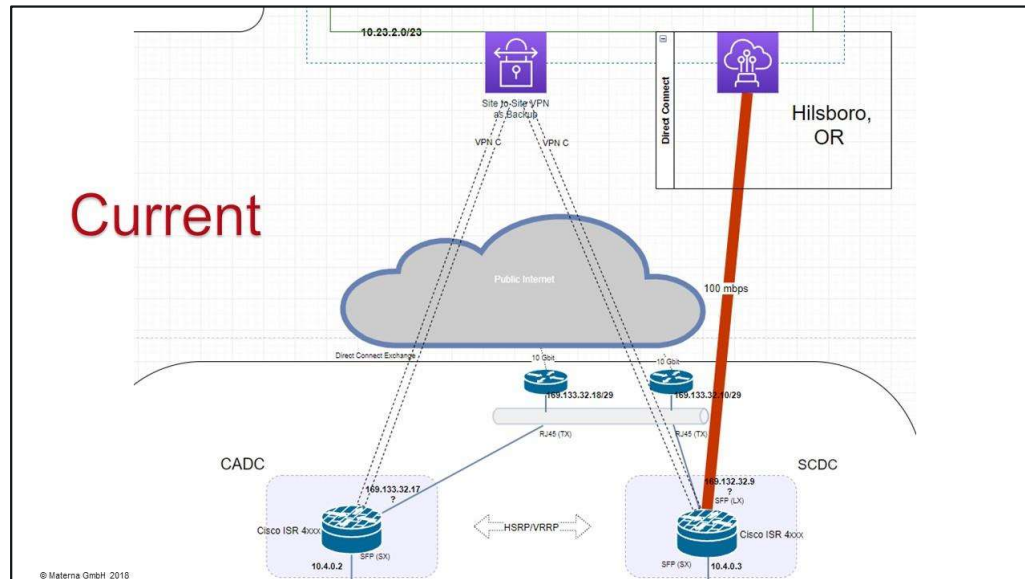 10.23.2.0/23
Site-to-Site VPN
as Backup
Direct Connect
Hilsboro,
OR
VPN C
VPN C
Current
Public Internet
100 mbps
Direct Connect Exchange
10 Gbit
10 Gbit
169.133.32.18/29
169.133.32.10/29
RJ45 (TX)
RJ45 (TX)
CADC
SCDC
169.133.32.17
?
169.132.32.9
?
SFP (LX)
Cisco ISR 4xxx
HSRP/VRRP
Cisco ISR 4xxx
SFP (SX)
SFP (SX)
10.4.0.2
10.4.0.3
© Materna GmbH 2018